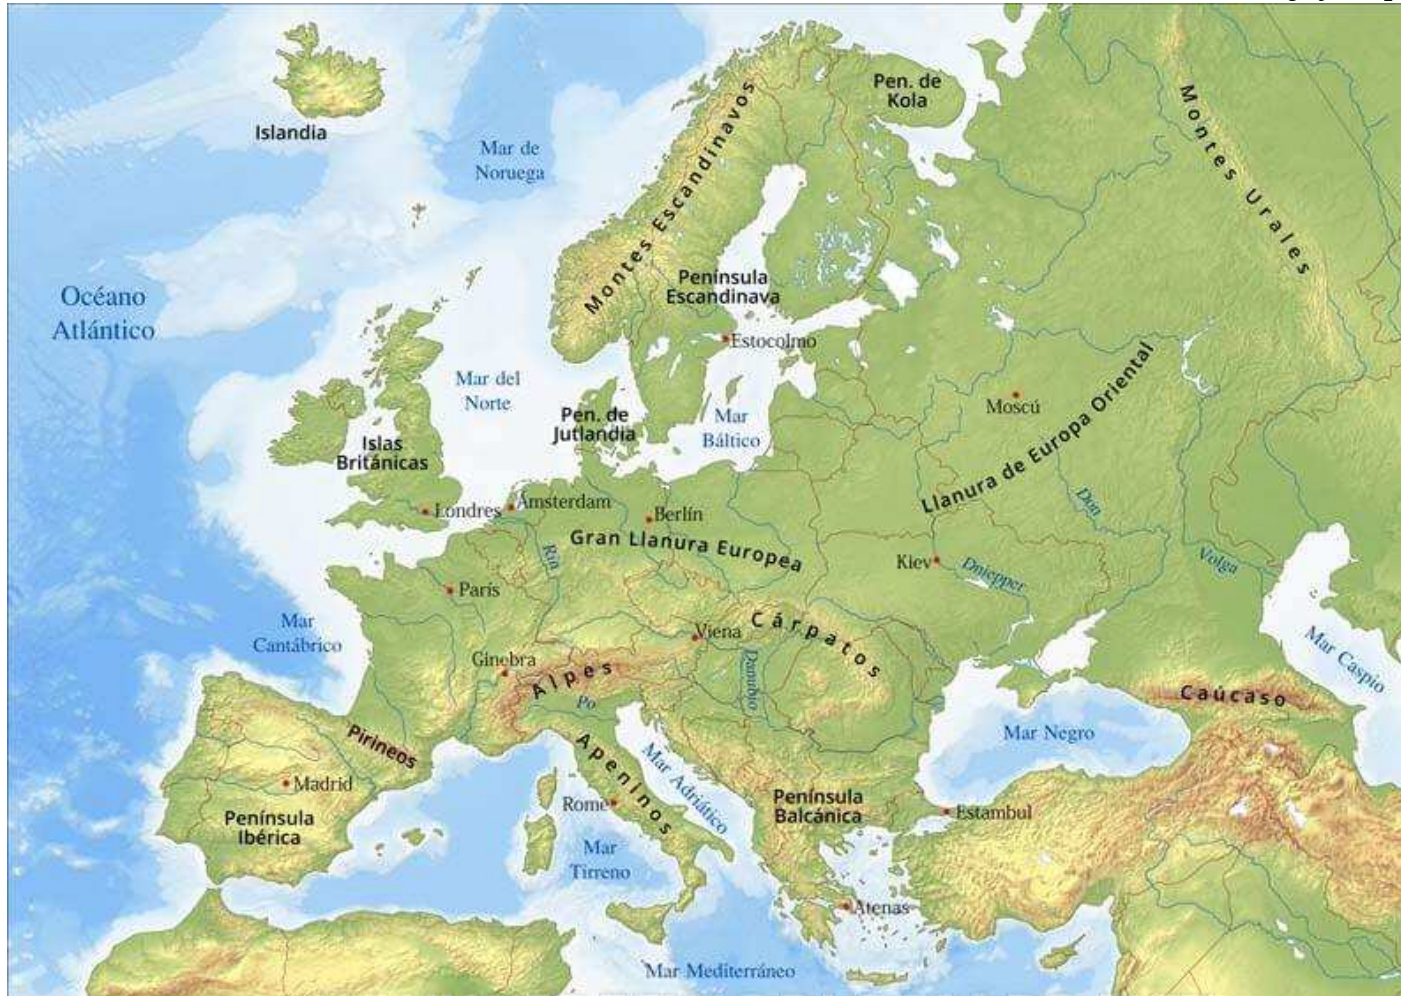 Islandia
Mar de
Noruega
Pen. de
Kola
Montes Escandinavos
Montes Urales
Océano
Atlántico
Península
Escandinava
Estocolmo
Mar del
Norte
Pen. de
Jutlandia
Mar
Báltico
Moscú
Llanura de Europa Oriental
Islas
Británicas
Londres
Ámsterdam
Berlín
Gran Llanura Europea
Rin
Don
Kiev
Dniepper
Volga
París
Mar
Cantábrico
Viena
Cárpatos
Ginebra
Alpes
Danubio
Po
Mar Caspio
Caúcaso
Mar Negro
Pirineos
Apeninos
Mar Adriático
Madrid
Península
Ibérica
Rome
Península
Balcánica
Estambul
Mar
Tirreno
Atenas
Mar Mediterráneo